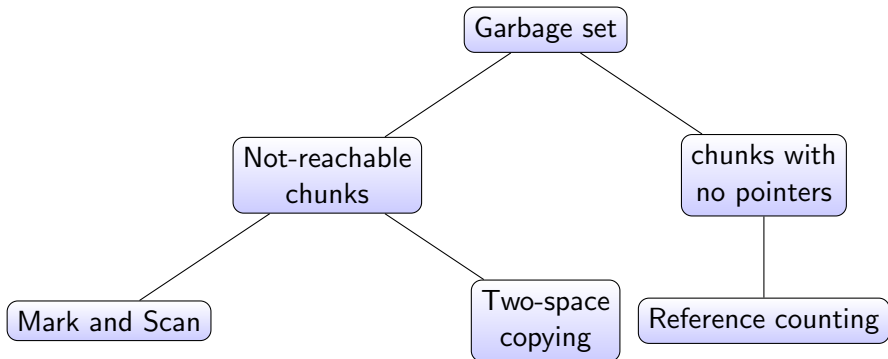 Garbage set
Not-reachable
chunks
chunks with
no pointers
Mark and Scan
Two-space
copying
Reference counting